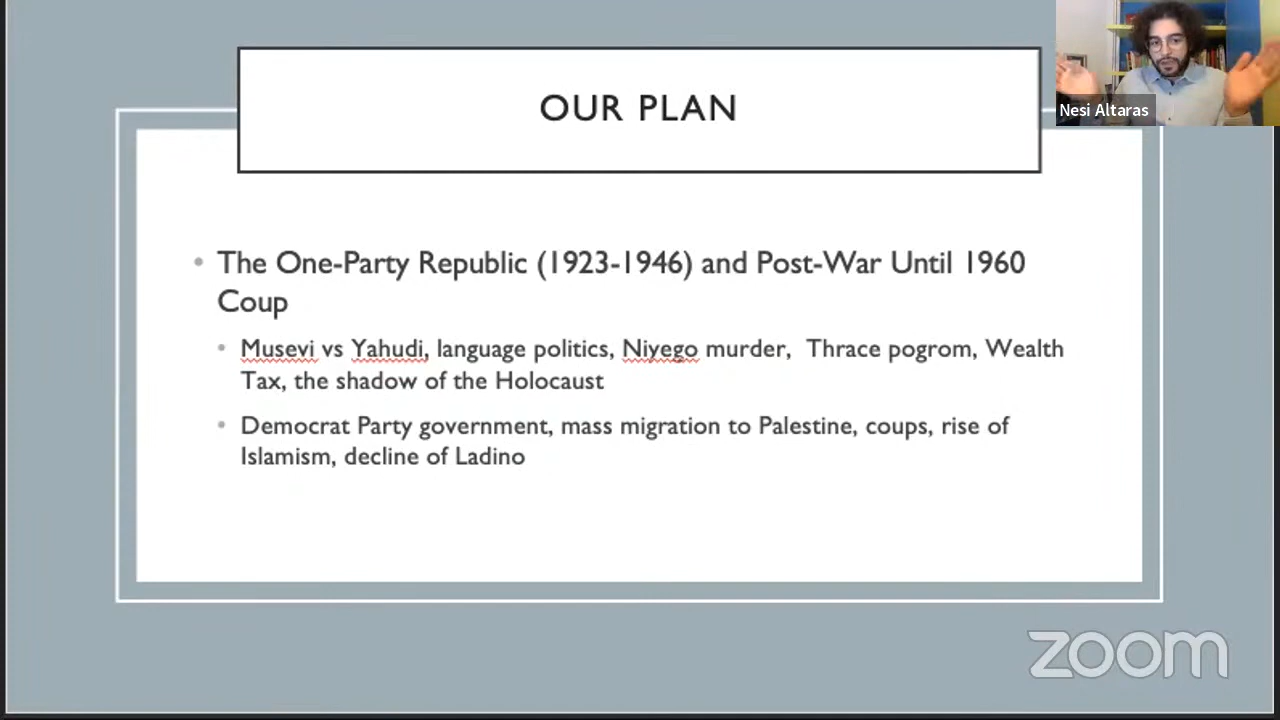 OUR PLAN
Nesi Altaras
• The One-Party Republic (1923-1946) and Post-War Until 1960
Coup
• Musevi vs Yahudi, language politics, Niyego murder,  Thrace pogrom, Wealth
Tax, the shadow of the Holocaust
• Democrat Party government, mass migration to Palestine, coups, rise of
Islamism, decline of Ladino
zoom